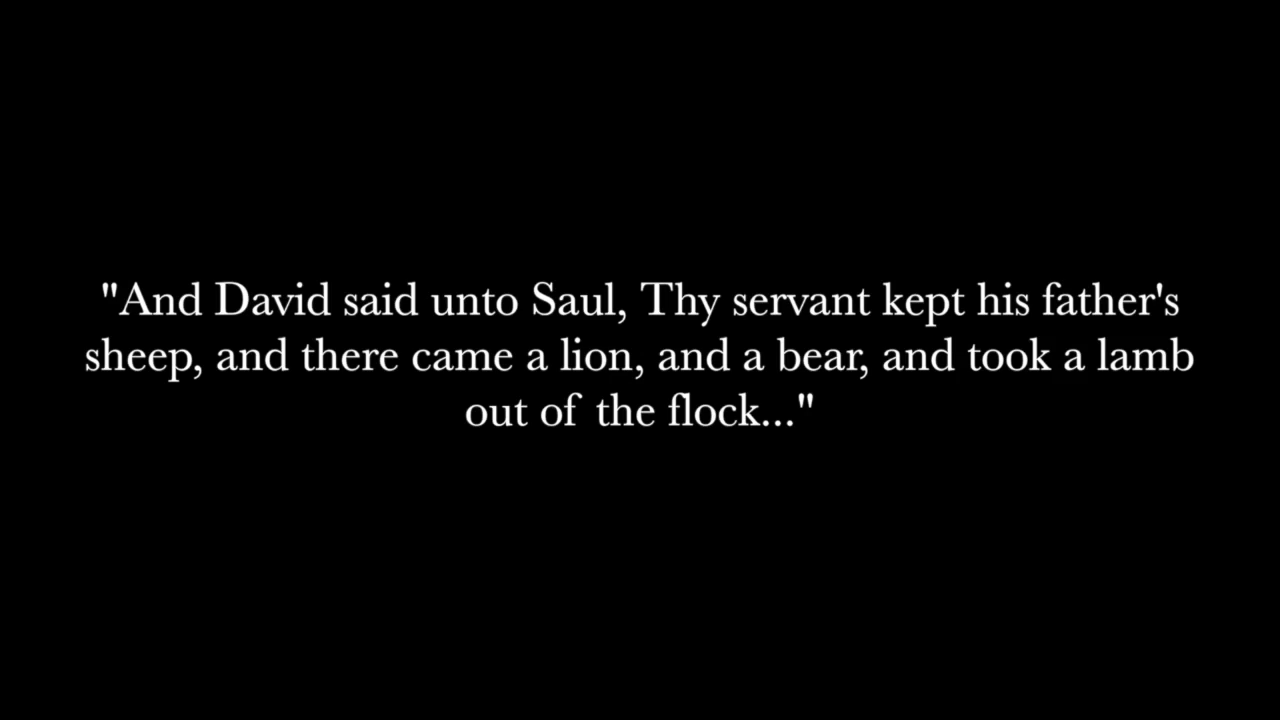 "And David said unto Saul, Thy servant kept his father's
sheep, and there came a lion, and a bear, and took a lamb
out of the flock..."